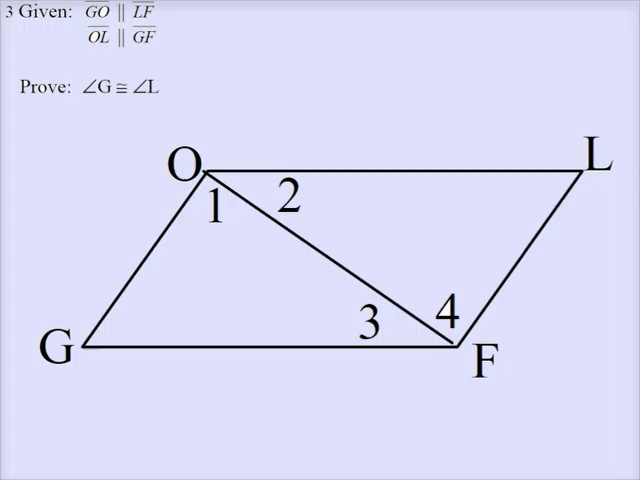 3 Given: GO || LF
OL || GF
Prove: ∠G ≅ ∠L
O
L
1
2
3
4
G
F